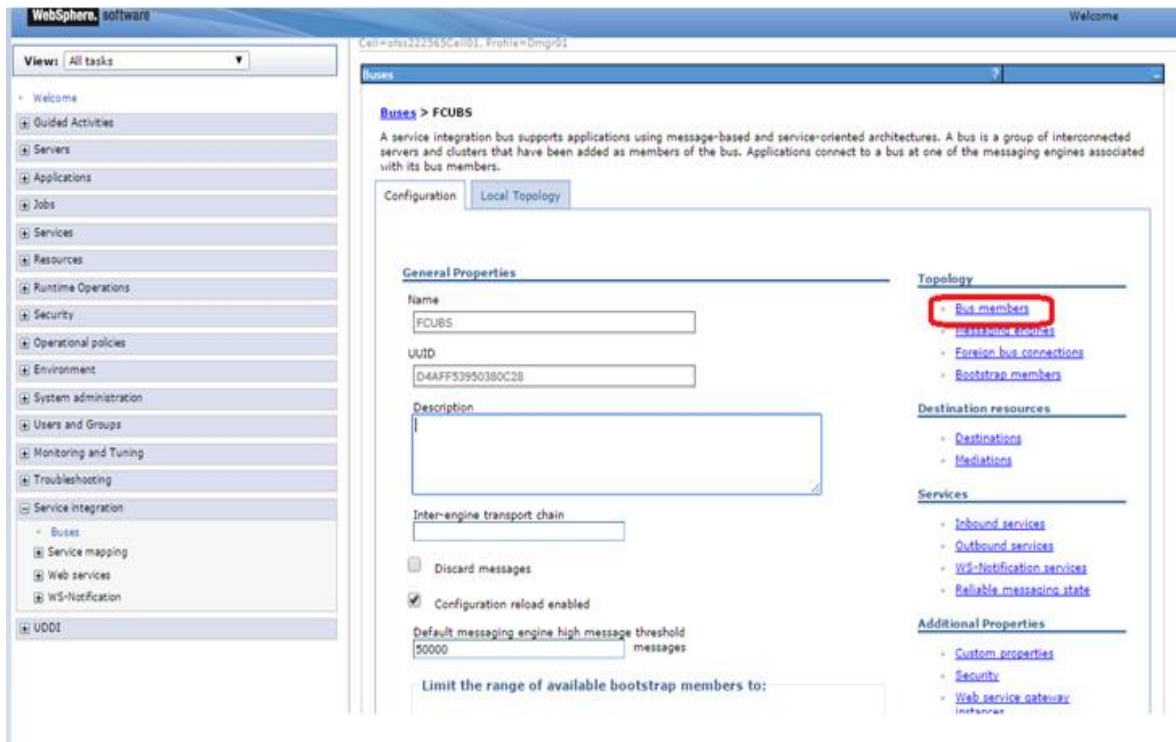 WebSphere. software
Welcome
View: All tasks
Welcome
Guided Activities
Servers
Applications
Jobs
Services
Resources
Runtime Operations
Security
Operational policies
Environment
System administration
Users and Groups
Monitoring and Tuning
Troubleshooting
Service integration
Buses
Service mapping
Web services
WS-Notification
UDDI
Profile=Dmgr01
Buses
?
Buses > FCUBS
A service integration bus supports applications using message-based and service-oriented architectures. A bus is a group of interconnected
servers and clusters that have been added as members of the bus. Applications connect to a bus at one of the messaging engines associated
with its bus members.
Configuration
Local Topology
General Properties
Name
FCUBS
UUID
D4AFF53950380C28
Description
Inter-engine transport chain
Discard messages
Configuration reload enabled
Default messaging engine high message threshold
50000 messages
Limit the range of available bootstrap members to:
Topology
Bus members
Messaging engines
Foreign bus connections
Bootstrap members
Destination resources
Destinations
Mediations
Services
Inbound services
Outbound services
WS-Notification services
Reliable messaging state
Additional Properties
Custom properties
Security
Web service gateway
instances